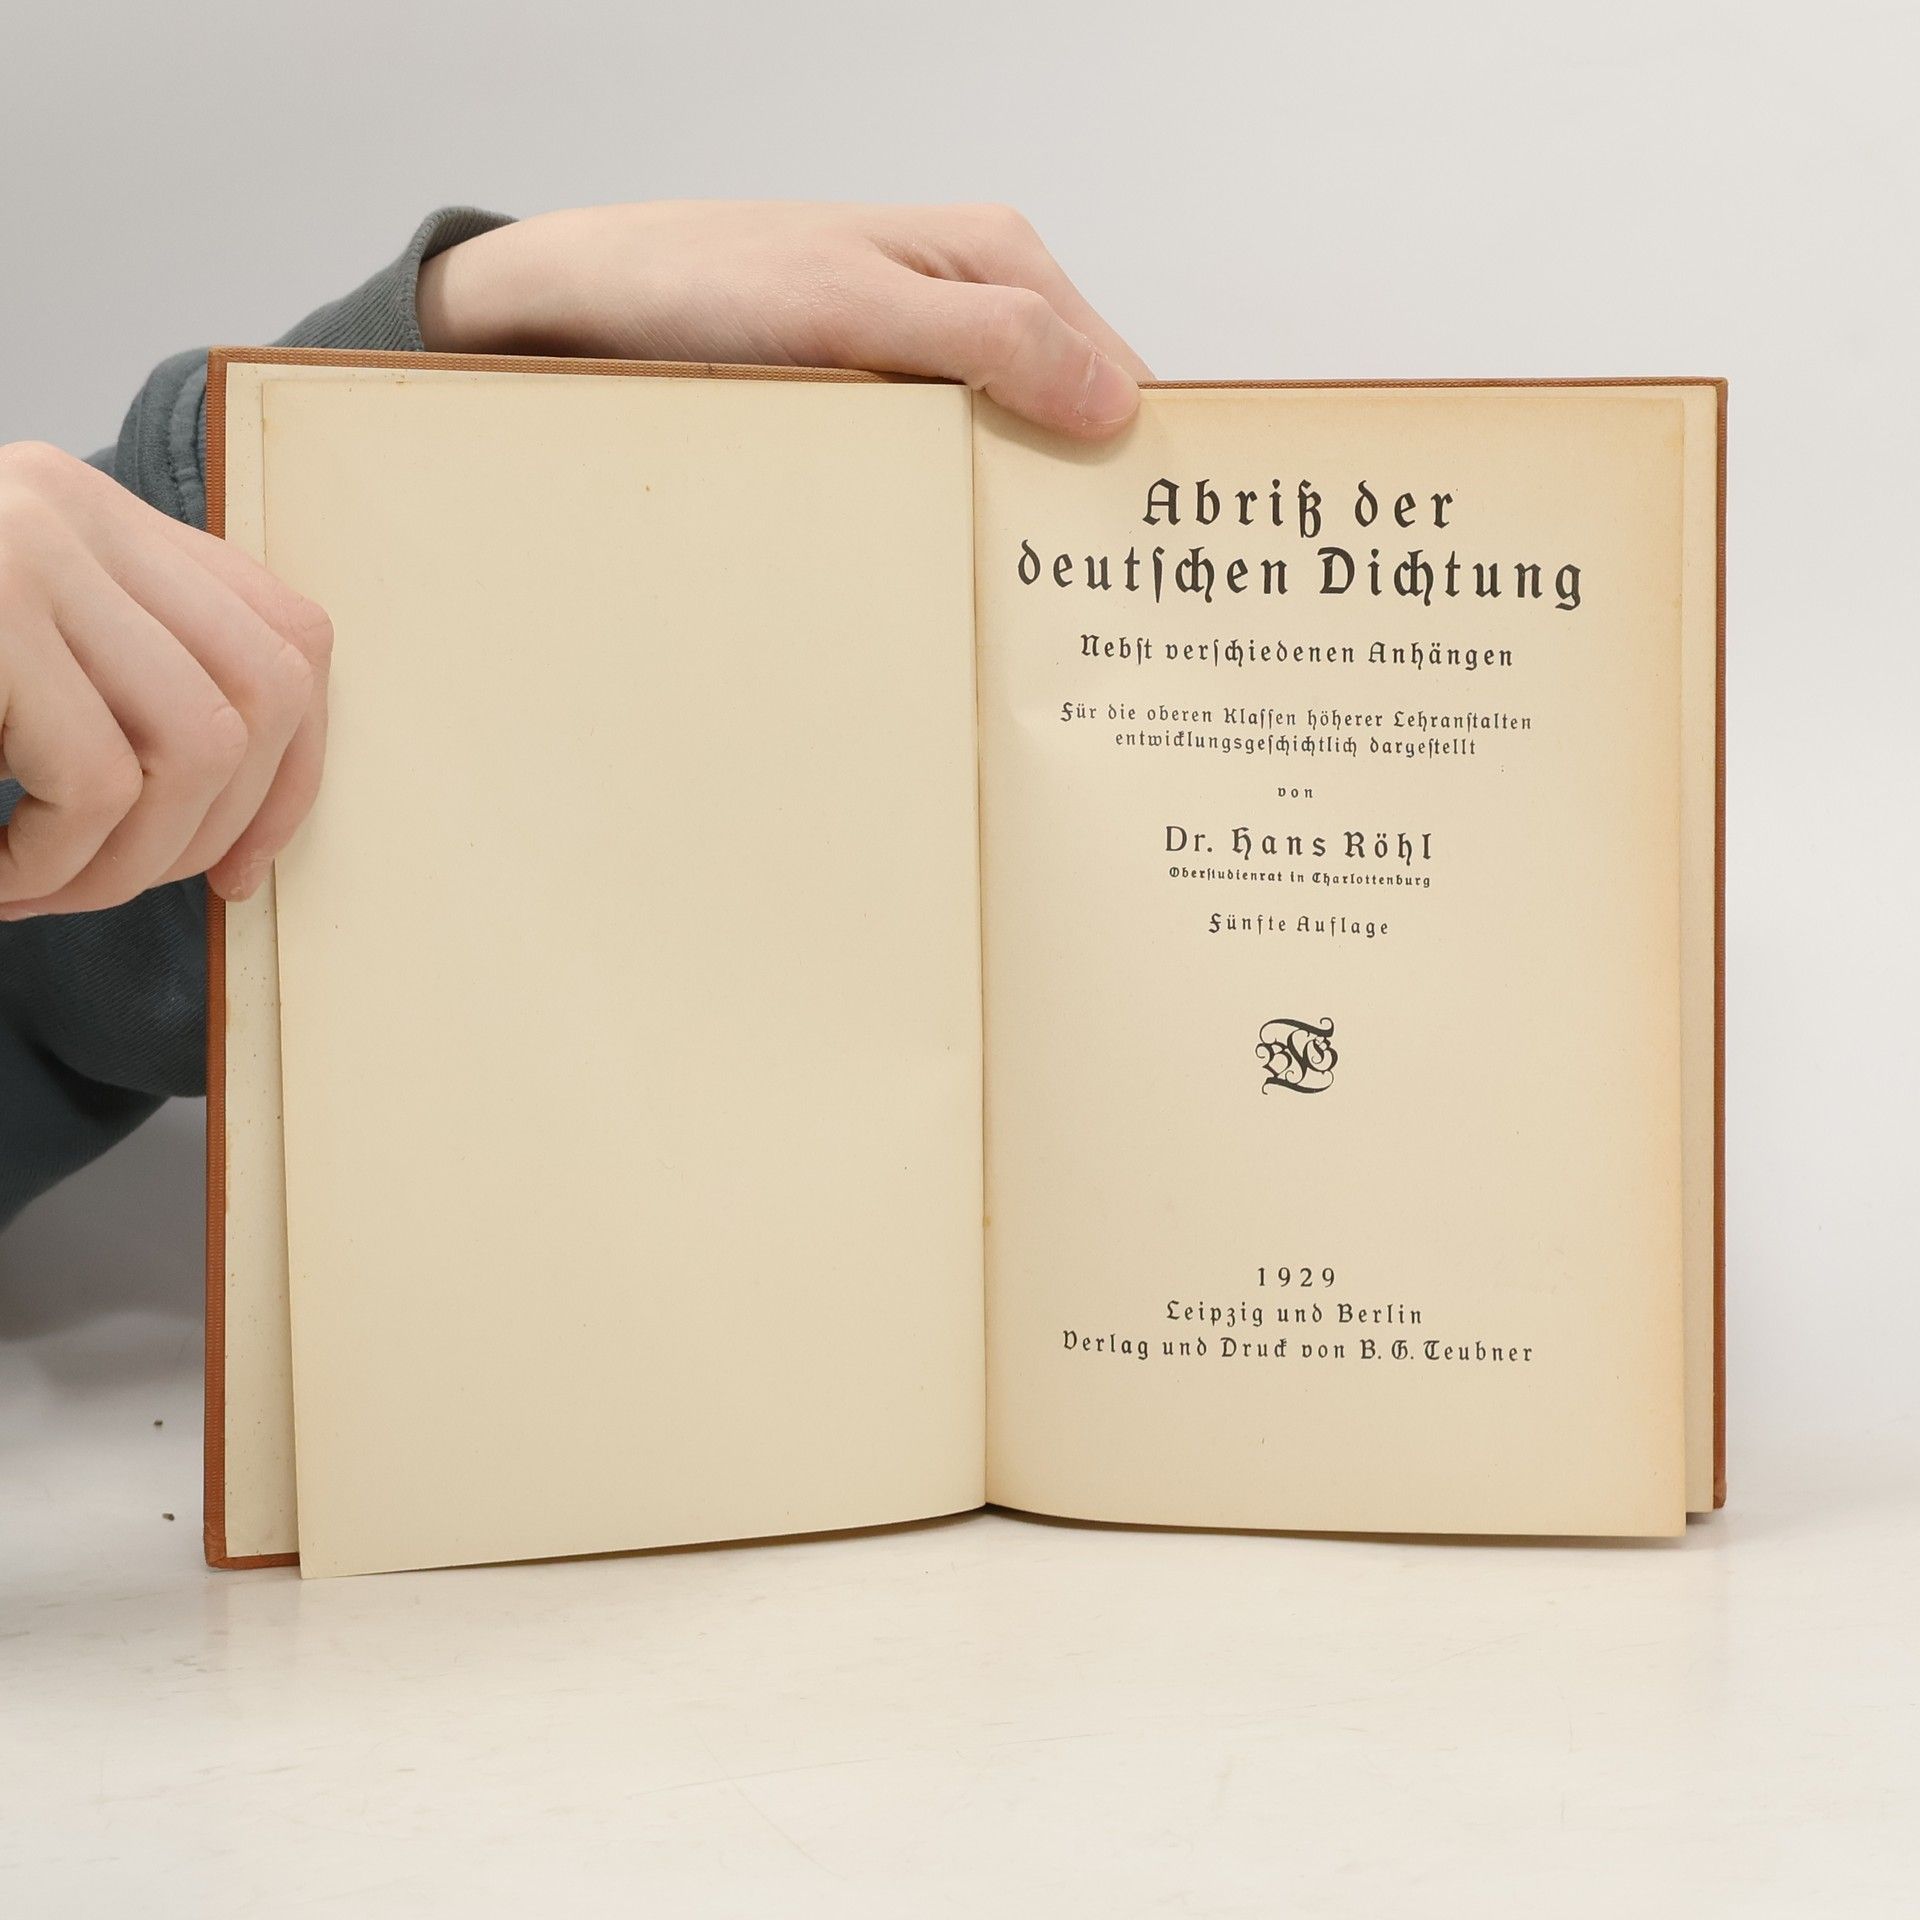 Abriß der
deutschen Dichtung
Nebst verschiedenen Anhängen
Für die oberen Klassen höherer Lehranstalten
entwicklungsgeschichtlich dargestellt
von
Dr. Hans Röhl
Oberstudienrat in Charlottenburg
Fünfte Auflage
BGT
1929
Leipzig und Berlin
Verlag und Druck von B. G. Teubner